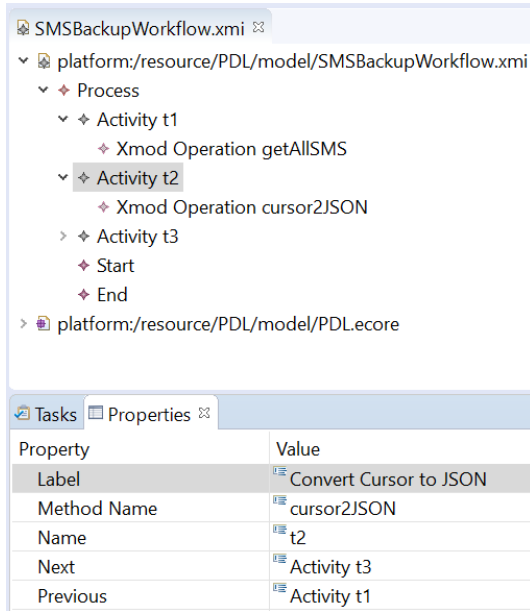 SMSBackupWorkflow.xmi
platform:/resource/PDL/model/SMSBackupWorkflow.xmi
Process
Activity t1
Xmod Operation getAllSMS
Activity t2
Xmod Operation cursor2JSON
Activity t3
Start
End
platform:/resource/PDL/model/PDL.ecore
Tasks Properties
Property Value
Label Convert Cursor to JSON
Method Name cursor2JSON
Name t2
Next Activity t3
Previous Activity t1